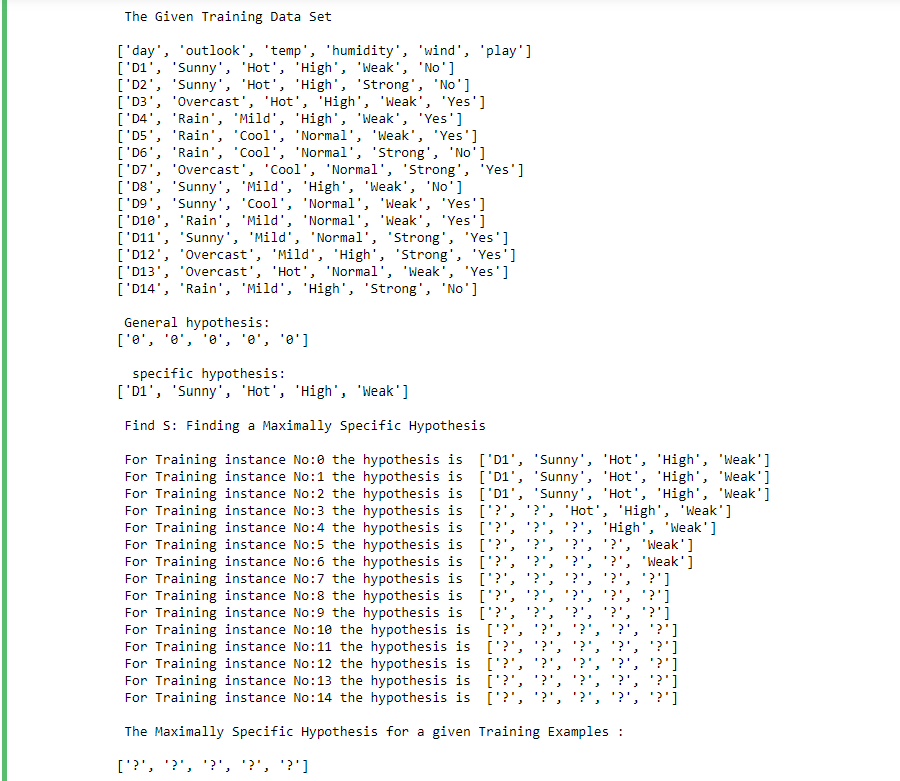 The Given Training Data Set
['day', 'outlook', 'temp', 'humidity', 'wind', 'play']
['D1', 'Sunny', 'Hot', 'High', 'Weak', 'No']
['D2', 'Sunny', 'Hot', 'High', 'Strong', 'No']
['D3', 'Overcast', 'Hot', 'High', 'Weak', 'Yes']
['D4', 'Rain', 'Mild', 'High', 'Weak', 'Yes']
['D5', 'Rain', 'Cool', 'Normal', 'Weak', 'Yes']
['D6', 'Rain', 'Cool', 'Normal', 'Strong', 'No']
['D7', 'Overcast', 'Cool', 'Normal', 'Strong', 'Yes']
['D8', 'Sunny', 'Mild', 'High', 'Weak', 'No']
['D9', 'Sunny', 'Cool', 'Normal', 'Weak', 'Yes']
['D10', 'Rain', 'Mild', 'Normal', 'Weak', 'Yes']
['D11', 'Sunny', 'Mild', 'Normal', 'Strong', 'Yes']
['D12', 'Overcast', 'Mild', 'High', 'Strong', 'Yes']
['D13', 'Overcast', 'Hot', 'Normal', 'Weak', 'Yes']
['D14', 'Rain', 'Mild', 'High', 'Strong', 'No']
General hypothesis:
['0', '0', '0', '0', '0']
specific hypothesis:
['D1', 'Sunny', 'Hot', 'High', 'Weak']
Find S: Finding a Maximally Specific Hypothesis
For Training instance No:0 the hypothesis is ['D1', 'Sunny', 'Hot', 'High', 'Weak']
For Training instance No:1 the hypothesis is ['D1', 'Sunny', 'Hot', 'High', 'Weak']
For Training instance No:2 the hypothesis is ['D1', 'Sunny', 'Hot', 'High', 'Weak']
For Training instance No:3 the hypothesis is ['?', '?', 'Hot', 'High', 'Weak']
For Training instance No:4 the hypothesis is ['?', '?', '?', 'High', 'Weak']
For Training instance No:5 the hypothesis is ['?', '?', '?', '?', 'Weak']
For Training instance No:6 the hypothesis is ['?', '?', '?', '?', 'Weak']
For Training instance No:7 the hypothesis is ['?', '?', '?', '?', '?']
For Training instance No:8 the hypothesis is ['?', '?', '?', '?', '?']
For Training instance No:9 the hypothesis is ['?', '?', '?', '?', '?']
For Training instance No:10 the hypothesis is ['?', '?', '?', '?', '?']
For Training instance No:11 the hypothesis is ['?', '?', '?', '?', '?']
For Training instance No:12 the hypothesis is ['?', '?', '?', '?', '?']
For Training instance No:13 the hypothesis is ['?', '?', '?', '?', '?']
For Training instance No:14 the hypothesis is ['?', '?', '?', '?', '?']
The Maximally Specific Hypothesis for a given Training Examples :
['?', '?', '?', '?', '?']